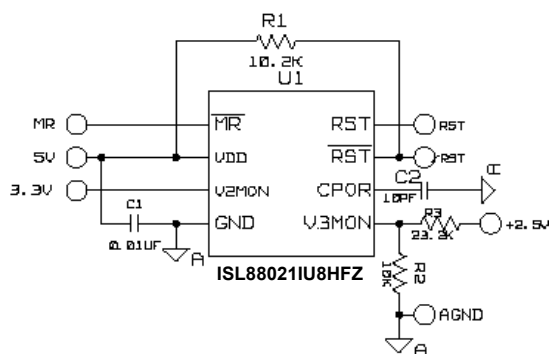 R1
10.2K
U1
MR
MR
RST
RST
5V
VDD
RST
RST
3.3V
V2MON
CPOR
C2
10PF
A
C1
0.01UF
GND
V3MON
R3
23.2K
+2.5V
A
ISL88021IU8HFZ
R2
10K
AGND
A